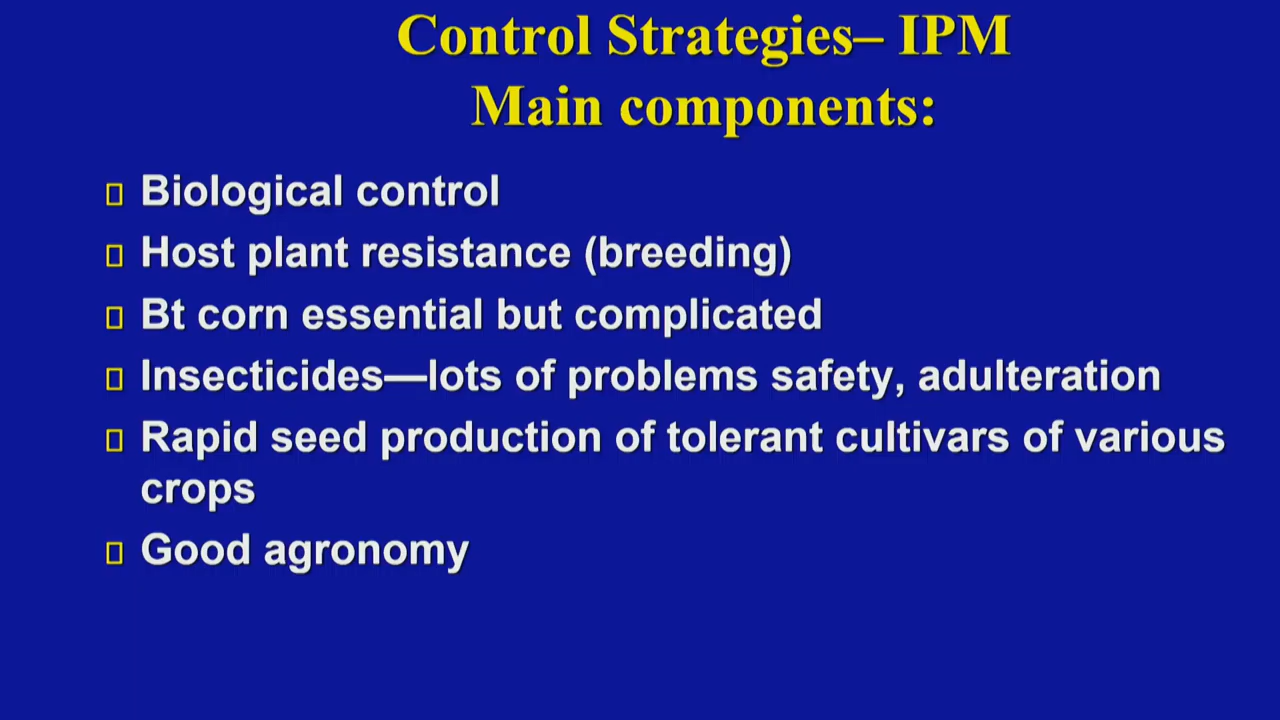 Control Strategies– IPM
Main components:
Biological control
Host plant resistance (breeding)
Bt corn essential but complicated
Insecticides—lots of problems safety, adulteration
Rapid seed production of tolerant cultivars of various
crops
Good agronomy